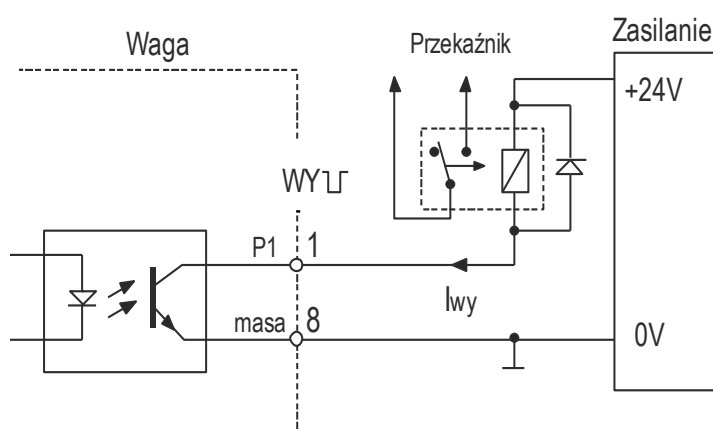 Zasilanie
Waga
Przekaźnik
+24V
WY
P1
1
Iwy
masa
8
0V